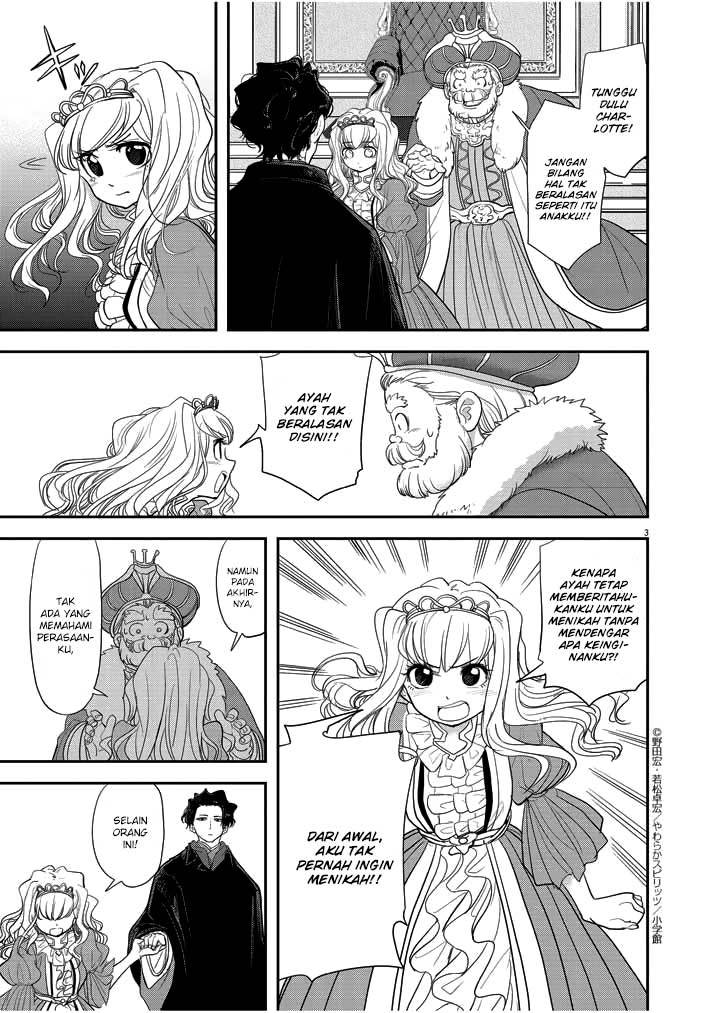 TUNGGU
DULU
CHAR-
LOTTE!
JANGAN
BILANG
HAL TAK
BERALASAN
SEPERTI ITU
ANAKKU!!
AYAH
YANG TAK
BERALASAN
DISINI!!
3
KENAPA
AYAH TETAP
MEMBERITAHU-
KANKU UNTUK
MENIKAH TANPA
MENDENGAR
APA KEINGI-
NANKU?!
DARI AWAL,
AKU TAK
PERNAH INGIN
MENIKAH!!
NAMUN
PADA
AKHIR-
NYA,
TAK
ADA YANG
MEMAHAMI
PERASAAN-
KU,
SELAIN
ORANG
INI!
©野田宏・若松卓宏／やわらかスピリッツ／小学館